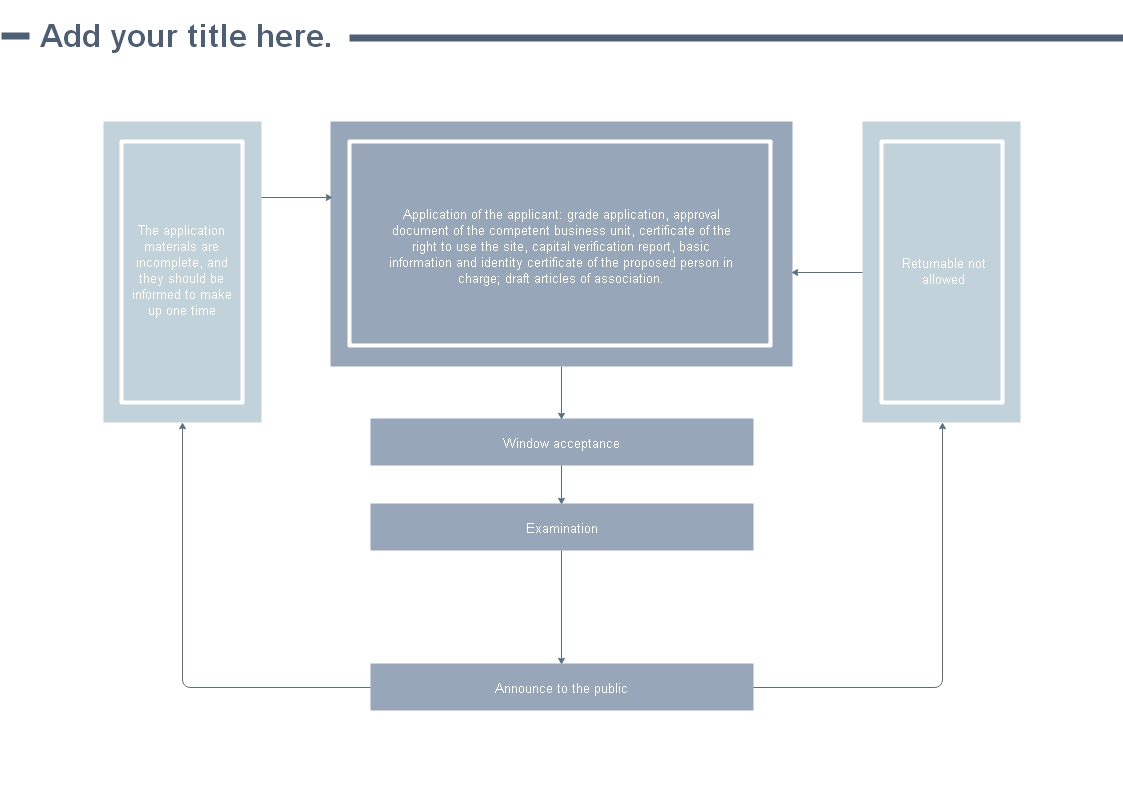 Add your title here.
The application
materials are
incomplete, and
they should be
informed to make
up one time
Application of the applicant: grade application, approval
document of the competent business unit, certificate of the
right to use the site, capital verification report, basic
information and identity certificate of the proposed person in
charge; draft articles of association.
Returnable not
allowed
Window acceptance
Examination
Announce to the public